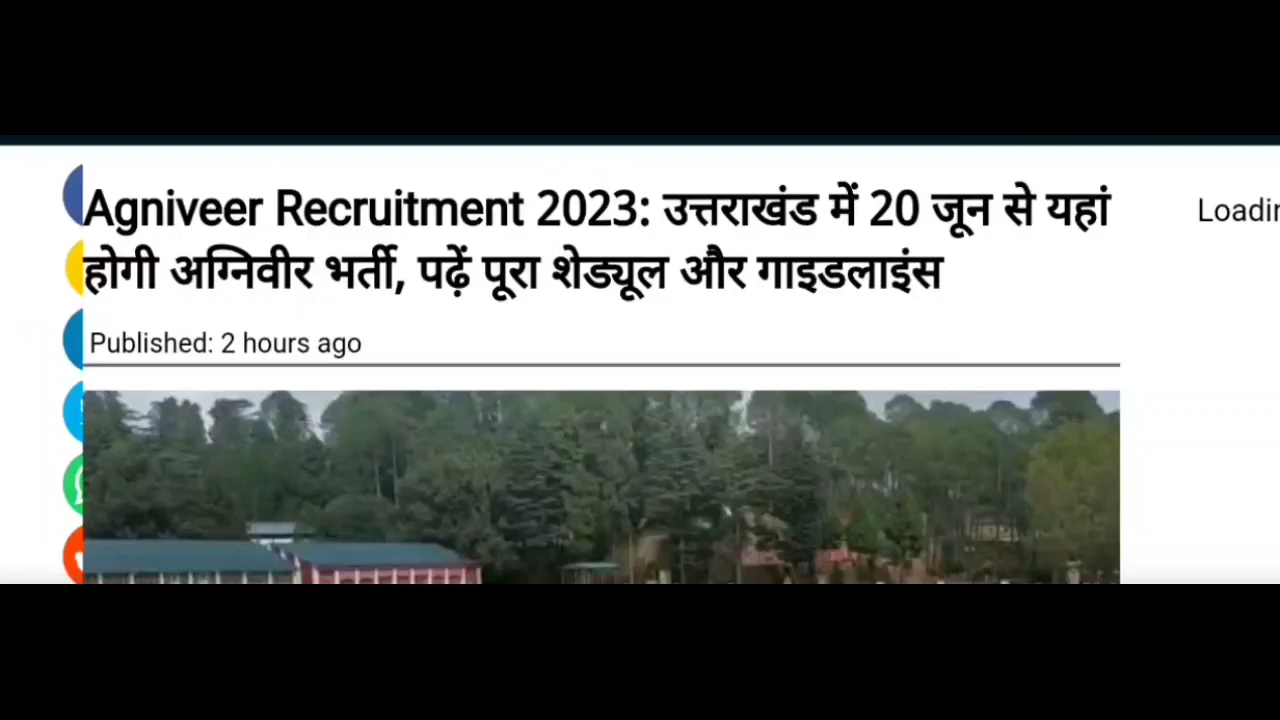 Agniveer Recruitment 2023: उत्तराखंड में 20 जून से यहां
होगी अग्निवीर भर्ती, पढ़ें पूरा शेड्यूल और गाइडलाइंस
Published: 2 hours ago